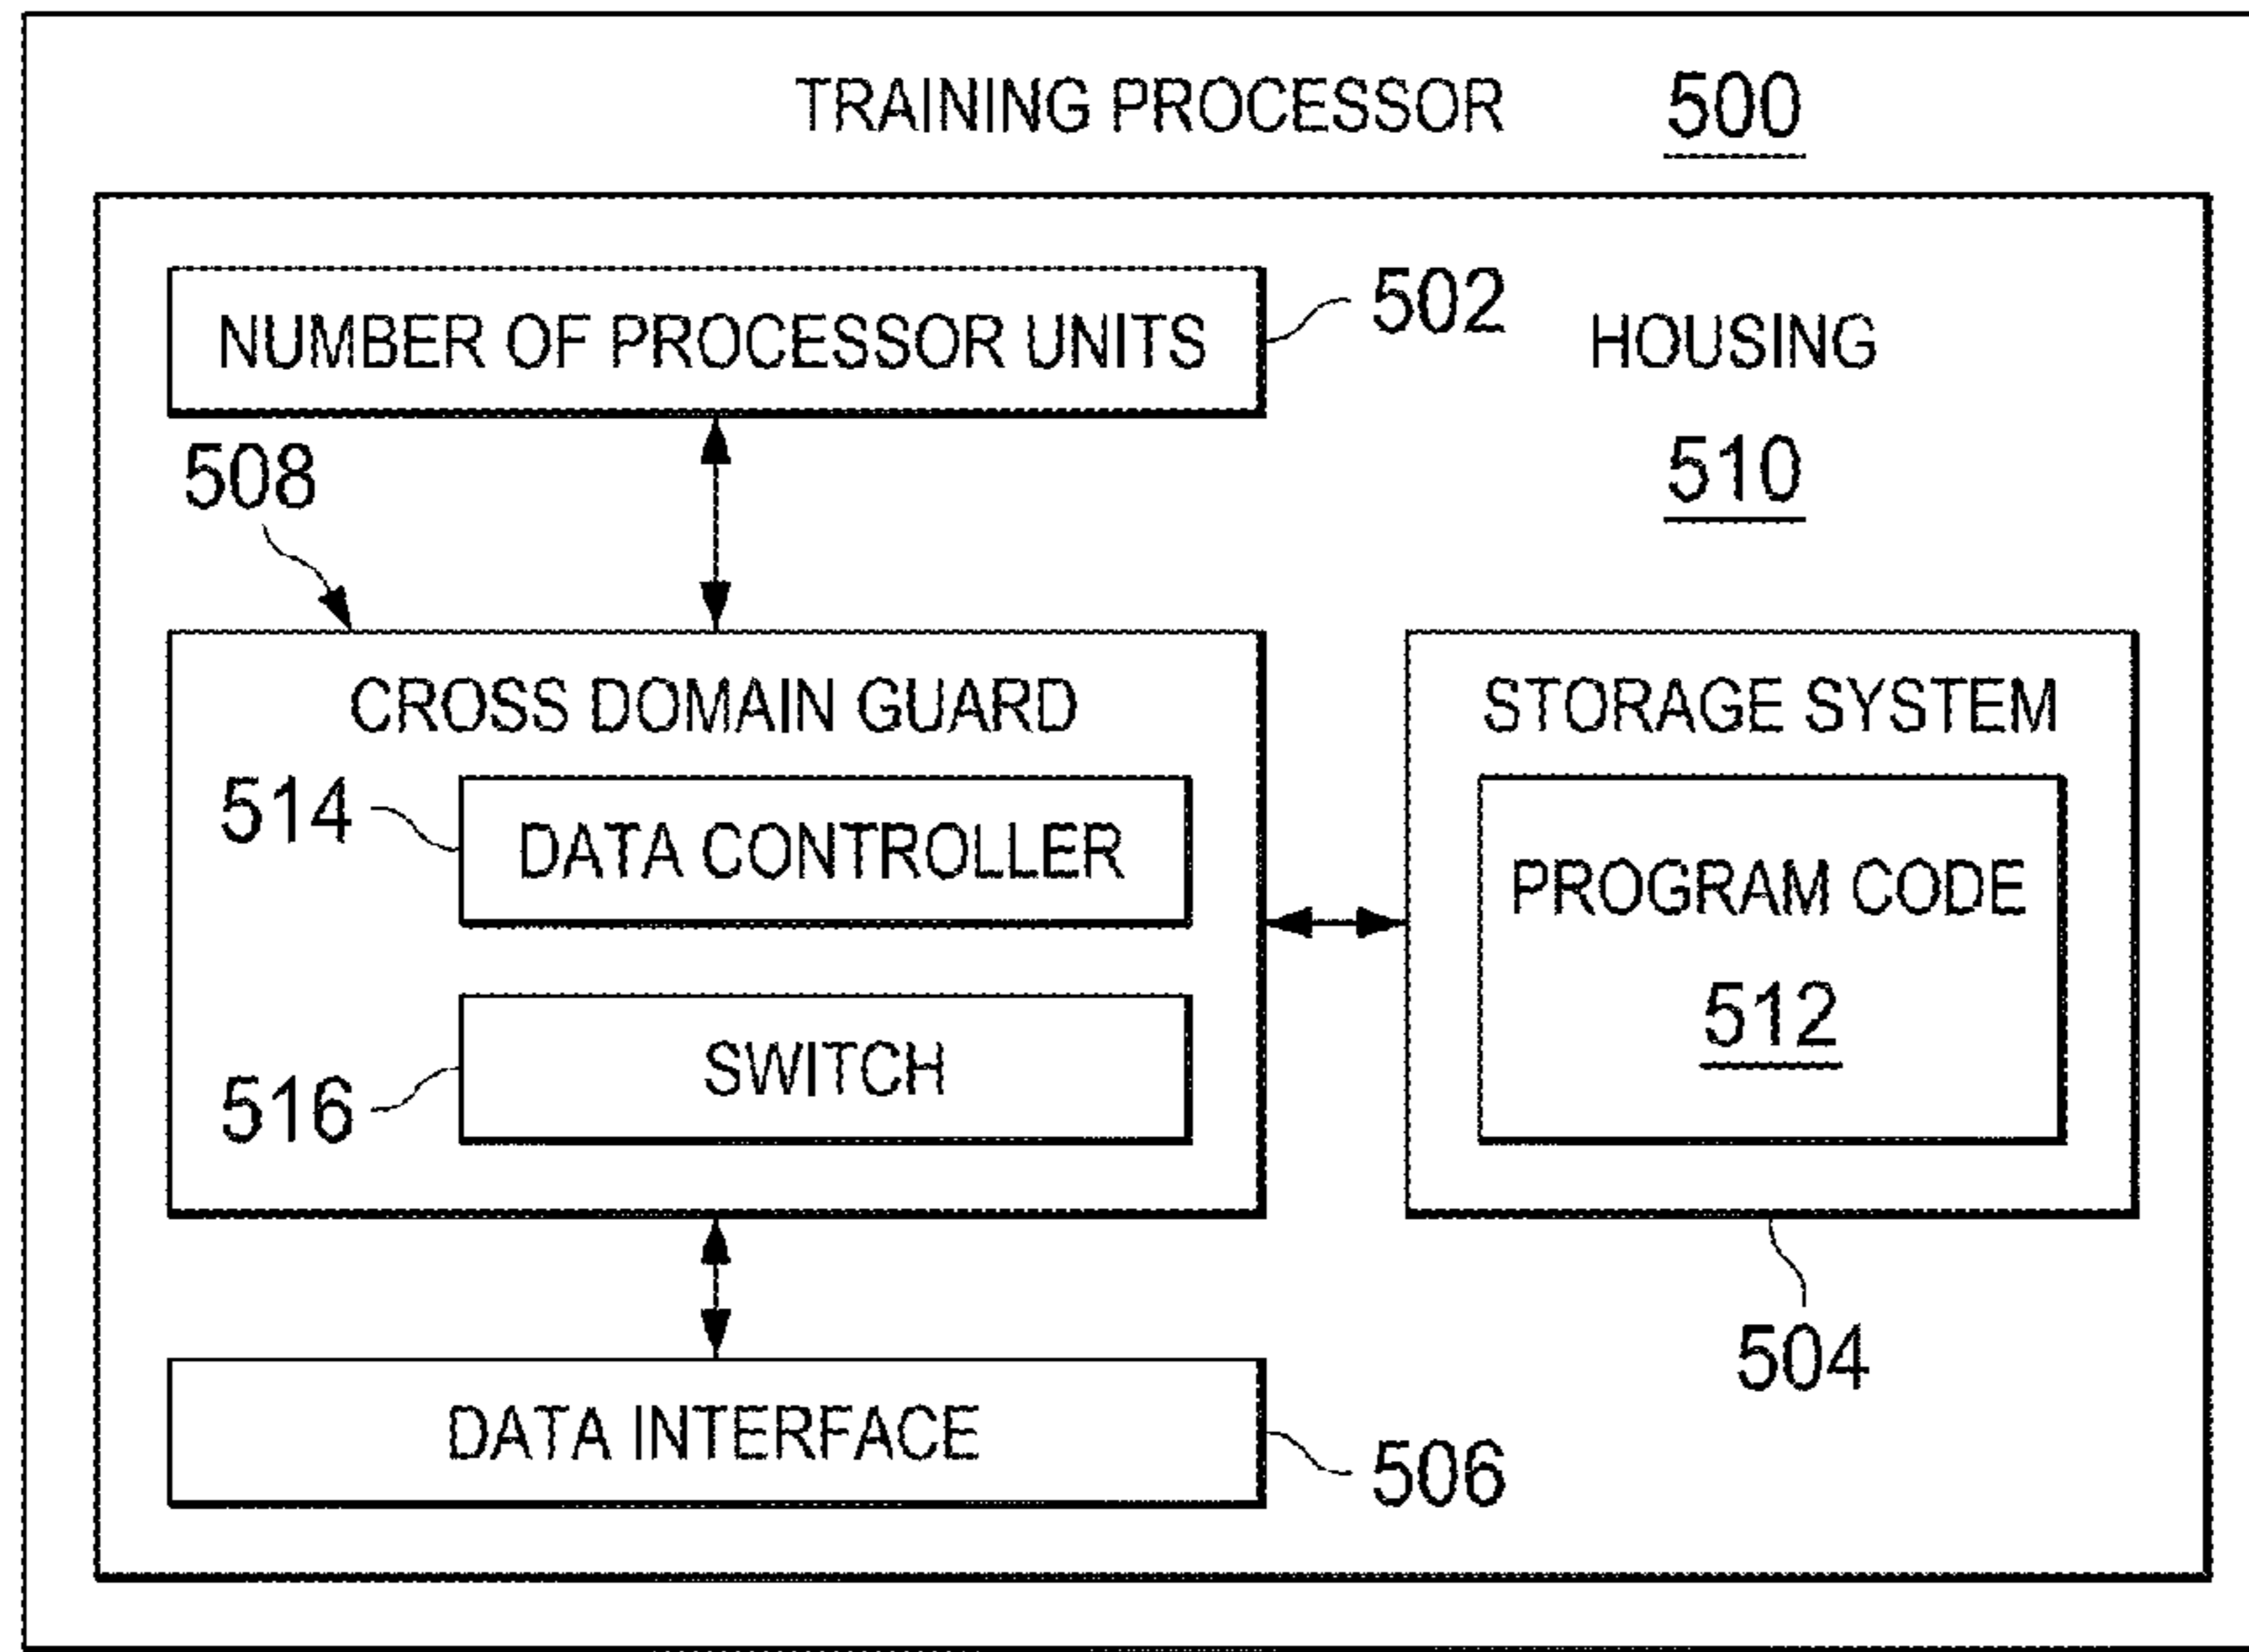 TRAINING PROCESSOR 500
NUMBER OF PROCESSOR UNITS 502
HOUSING
510
508
CROSS DOMAIN GUARD
514 DATA CONTROLLER
516 SWITCH
STORAGE SYSTEM
PROGRAM CODE
512
504
DATA INTERFACE 506